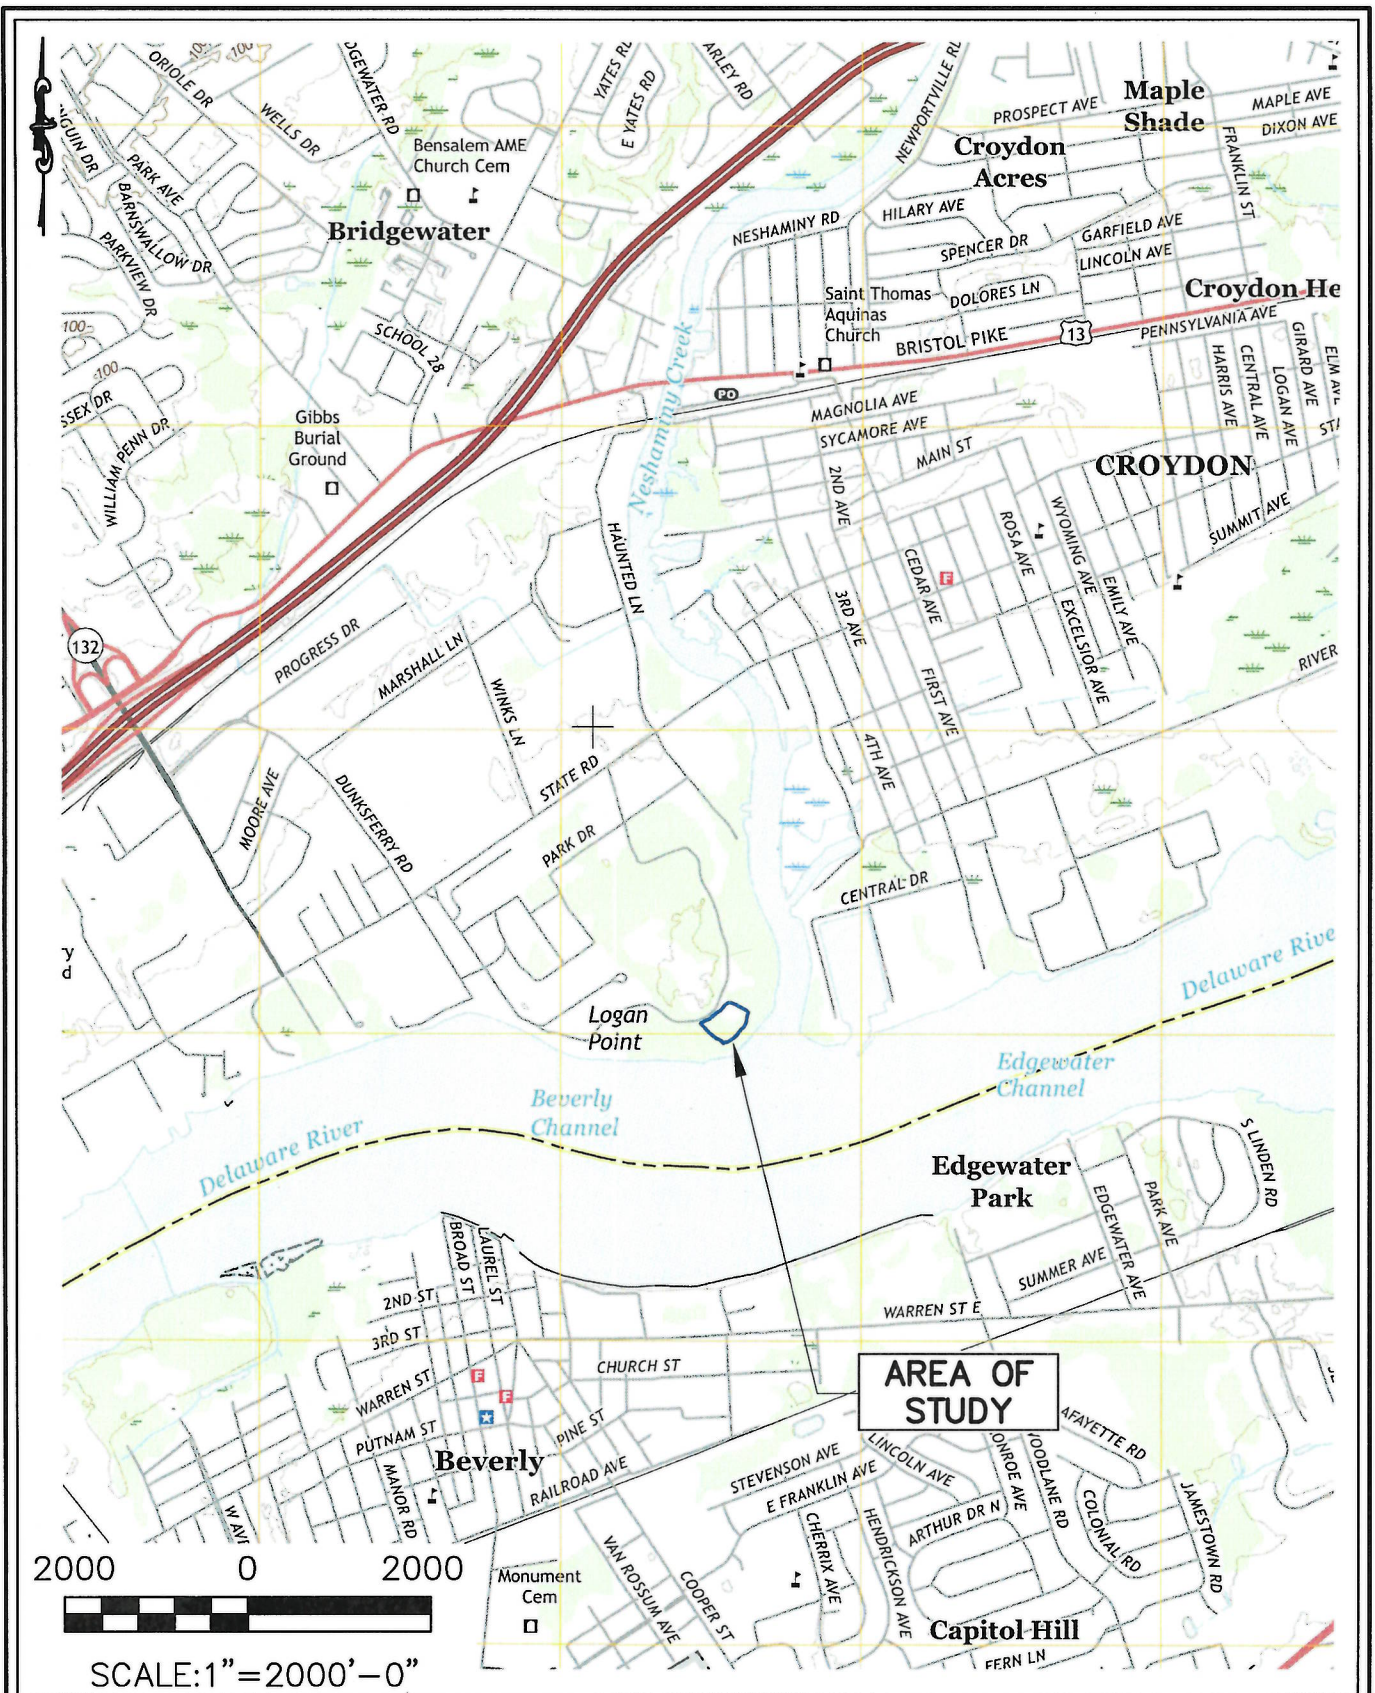 ORIOLE DR
WELLS DR
PARK AVE
BARNSWALLOW DR
PARKVIEW DR
Bensalem AME
Church Cem
Bridgewater
YATES RD
E YATES RD
NEWPORTVILLE RD
PROSPECT AVE
Maple
Shade
MAPLE AVE
DIXON AVE
FRANKLIN ST
Croydon
Acres
HILARY AVE
NESHAMINY RD
SPENCER DR
GARFIELD AVE
LINCOLN AVE
DOLORES LN
Saint Thomas
Aquinas
Church
Croydon He
BRISTOL PIKE
13
PENNSYLVANIA AVE
100
100
SCHOOL 28
SSEX DR
WILLIAM PENN DR
Gibbs
Burial
Ground
PO
Neshaminy Creek
MAGNOLIA AVE
SYCAMORE AVE
MAIN ST
2ND AVE
CROYDON
HARRIS AVE
CENTRAL AVE
LOGAN AVE
GIRARD AVE
ELM AVE
STA
SUMMIT AVE
HAUNTED LN
ROSA AVE
WYOMING AVE
CEDAR AVE
F
3RD AVE
EMILY AVE
EXCELSIOR AVE
RIVER
132
PROGRESS DR
MARSHALL LN
WINKS LN
FIRST AVE
4TH AVE
STATE RD
MOORE AVE
DUNKSFERRY RD
PARK DR
CENTRAL DR
y
d
Delaware Rive
Logan
Point
Edgewater
Channel
Beverly
Channel
Delaware River
Edgewater
Park
S LINDEN RD
PARK AVE
EDGEWATER AVE
SUMMER AVE
BROAD ST
LAUREL ST
2ND ST
3RD ST
WARREN ST E
CHURCH ST
F
F
WARREN ST
PUTNAM ST
PINE ST
Beverly
MANOR RD
W AVE
RAILROAD AVE
AREA OF
STUDY
AFAYETTE RD
LINCOLN AVE
ONROE AVE
OODLANE RD
STEVENSON AVE
E FRANKLIN AVE
COLONIAL RD
JAMESTOWN RD
ARTHUR DR N
CHERRIX AVE
HENDRICKSON AVE
VAN ROSSUM AVE
COOPER ST
Monument
Cem
Capitol Hill
FERN LN
2000 0 2000
SCALE:1"=2000'-0"